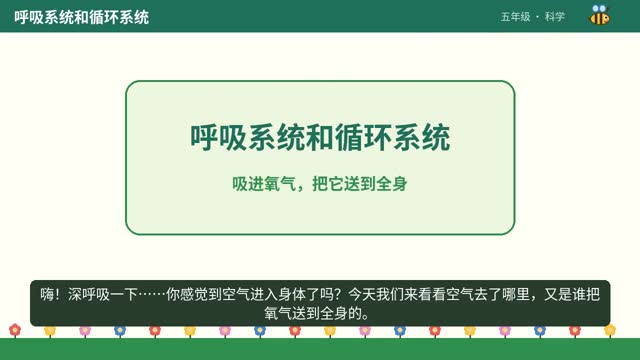 呼吸系统和循环系统
五年级 · 科学
呼吸系统和循环系统
吸进氧气，把它送到全身
嗨！深呼吸一下……你感觉到空气进入身体了吗？今天我们来看看空气去了哪里，又是谁把
氧气送到全身的。